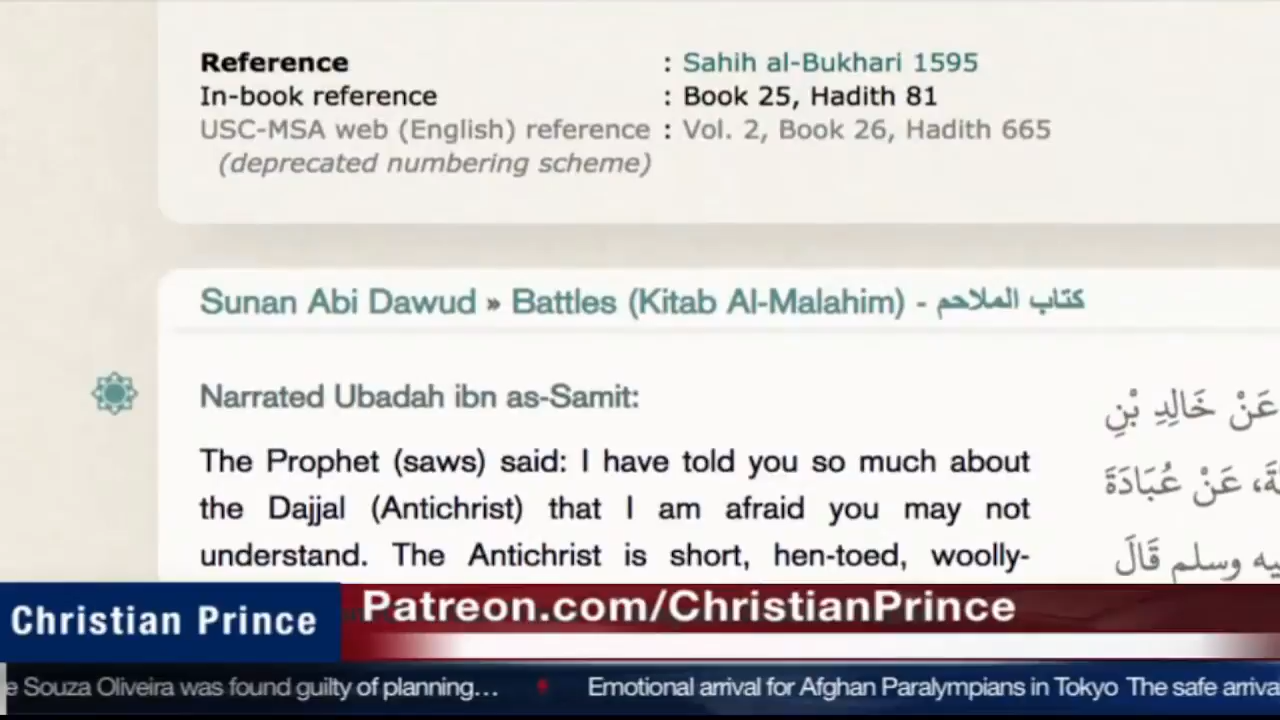 Reference : Sahih al-Bukhari 1595
In-book reference : Book 25, Hadith 81
USC-MSA web (English) reference : Vol. 2, Book 26, Hadith 665
(deprecated numbering scheme)
Sunan Abi Dawud » Battles (Kitab Al-Malahim) - كتاب الملاحم
Narrated Ubadah ibn as-Samit:
عَنْ خَالِدِ بْنِ
The Prophet (saws) said: I have told you so much about
عَنْ عُبَادَةَ
the Dajjal (Antichrist) that I am afraid you may not
understand. The Antichrist is short, hen-toed, woolly-
وسلم قَالَ
Christian Prince
Patreon.com/ChristianPrince
Souza Oliveira was found guilty of planning... Emotional arrival for Afghan Paralympians in Tokyo The safe arriva